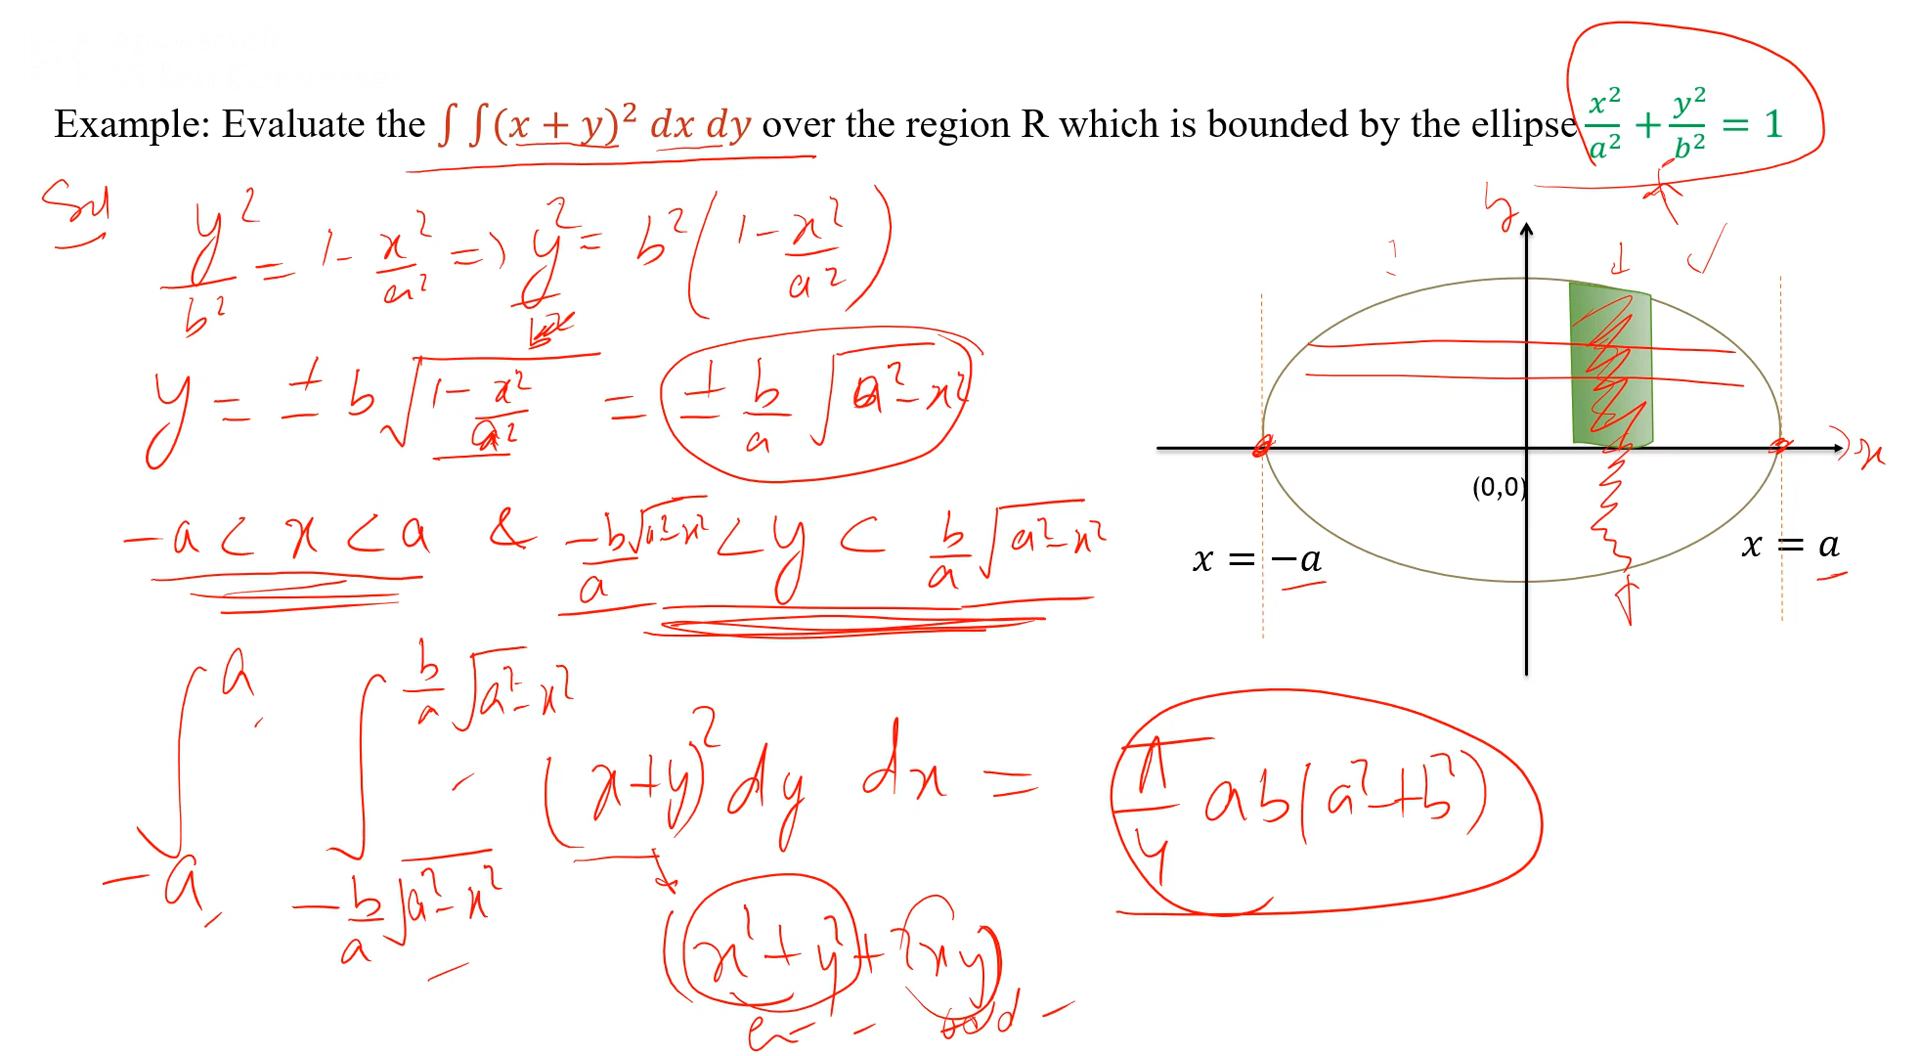 Example: Evaluate the ∫ ∫(x + y)² dx dy over the region R which is bounded by the ellipse x²/a² + y²/b² = 1
Sol
y²/b² = 1 - x²/a² => y² = b²(1 - x²/a²)
y = ± b√(1 - x²/a²) = ± b/a √(a² - x²)
-a < x < a & -b/a √(a² - x²) < y < b/a √(a² - x²)
∫_{-a}^{a} ∫_{-b/a √(a² - x²)}^{b/a √(a² - x²)} (x+y)² dy dx = π/4 ab(a² + b²)
(x² + y² + 2xy)
odd
y
x
(0,0)
x = -a
x = a